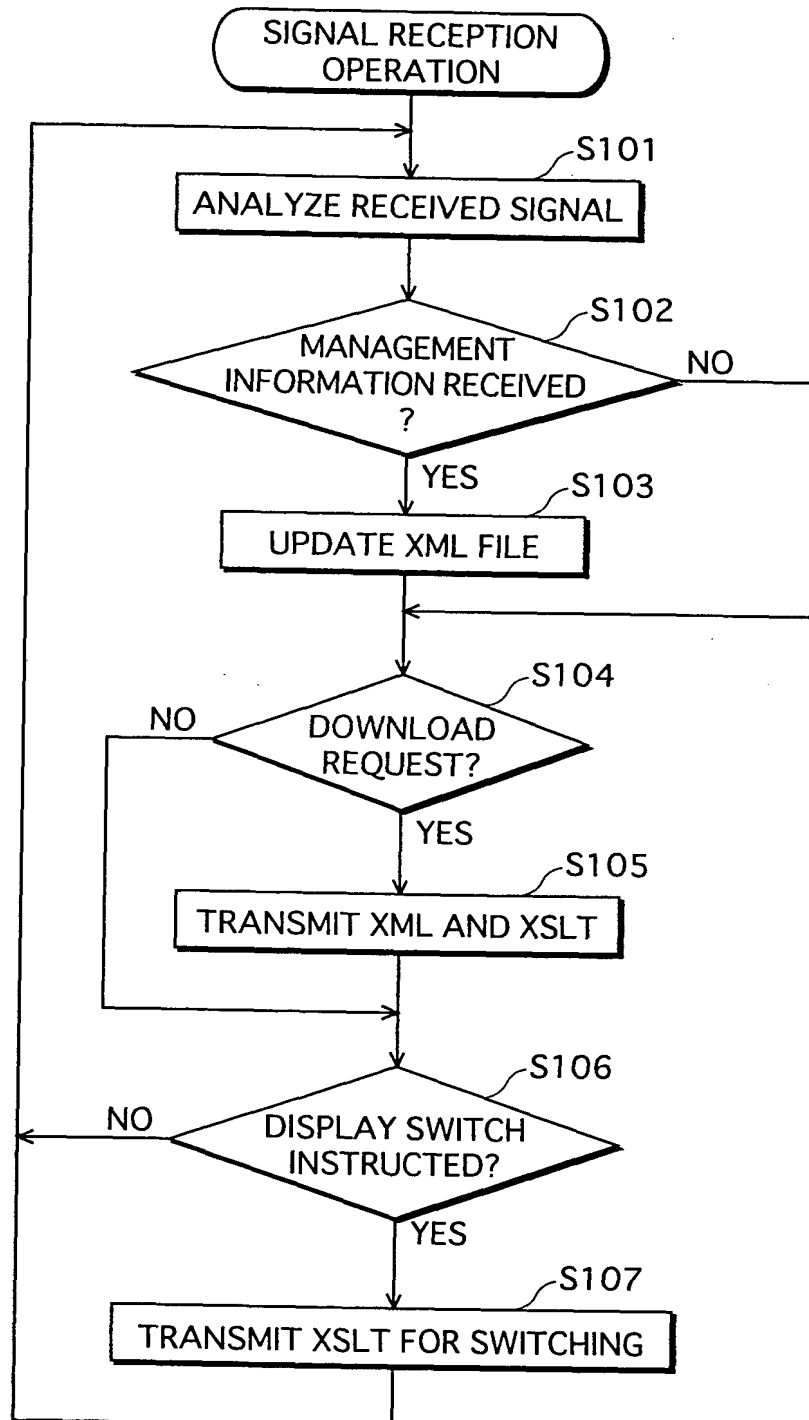 SIGNAL RECEPTION
OPERATION
S101
ANALYZE RECEIVED SIGNAL
S102
MANAGEMENT
INFORMATION RECEIVED
?
NO
YES
S103
UPDATE XML FILE
S104
NO
DOWNLOAD
REQUEST?
YES
S105
TRANSMIT XML AND XSLT
S106
NO
DISPLAY SWITCH
INSTRUCTED?
YES
S107
TRANSMIT XSLT FOR SWITCHING